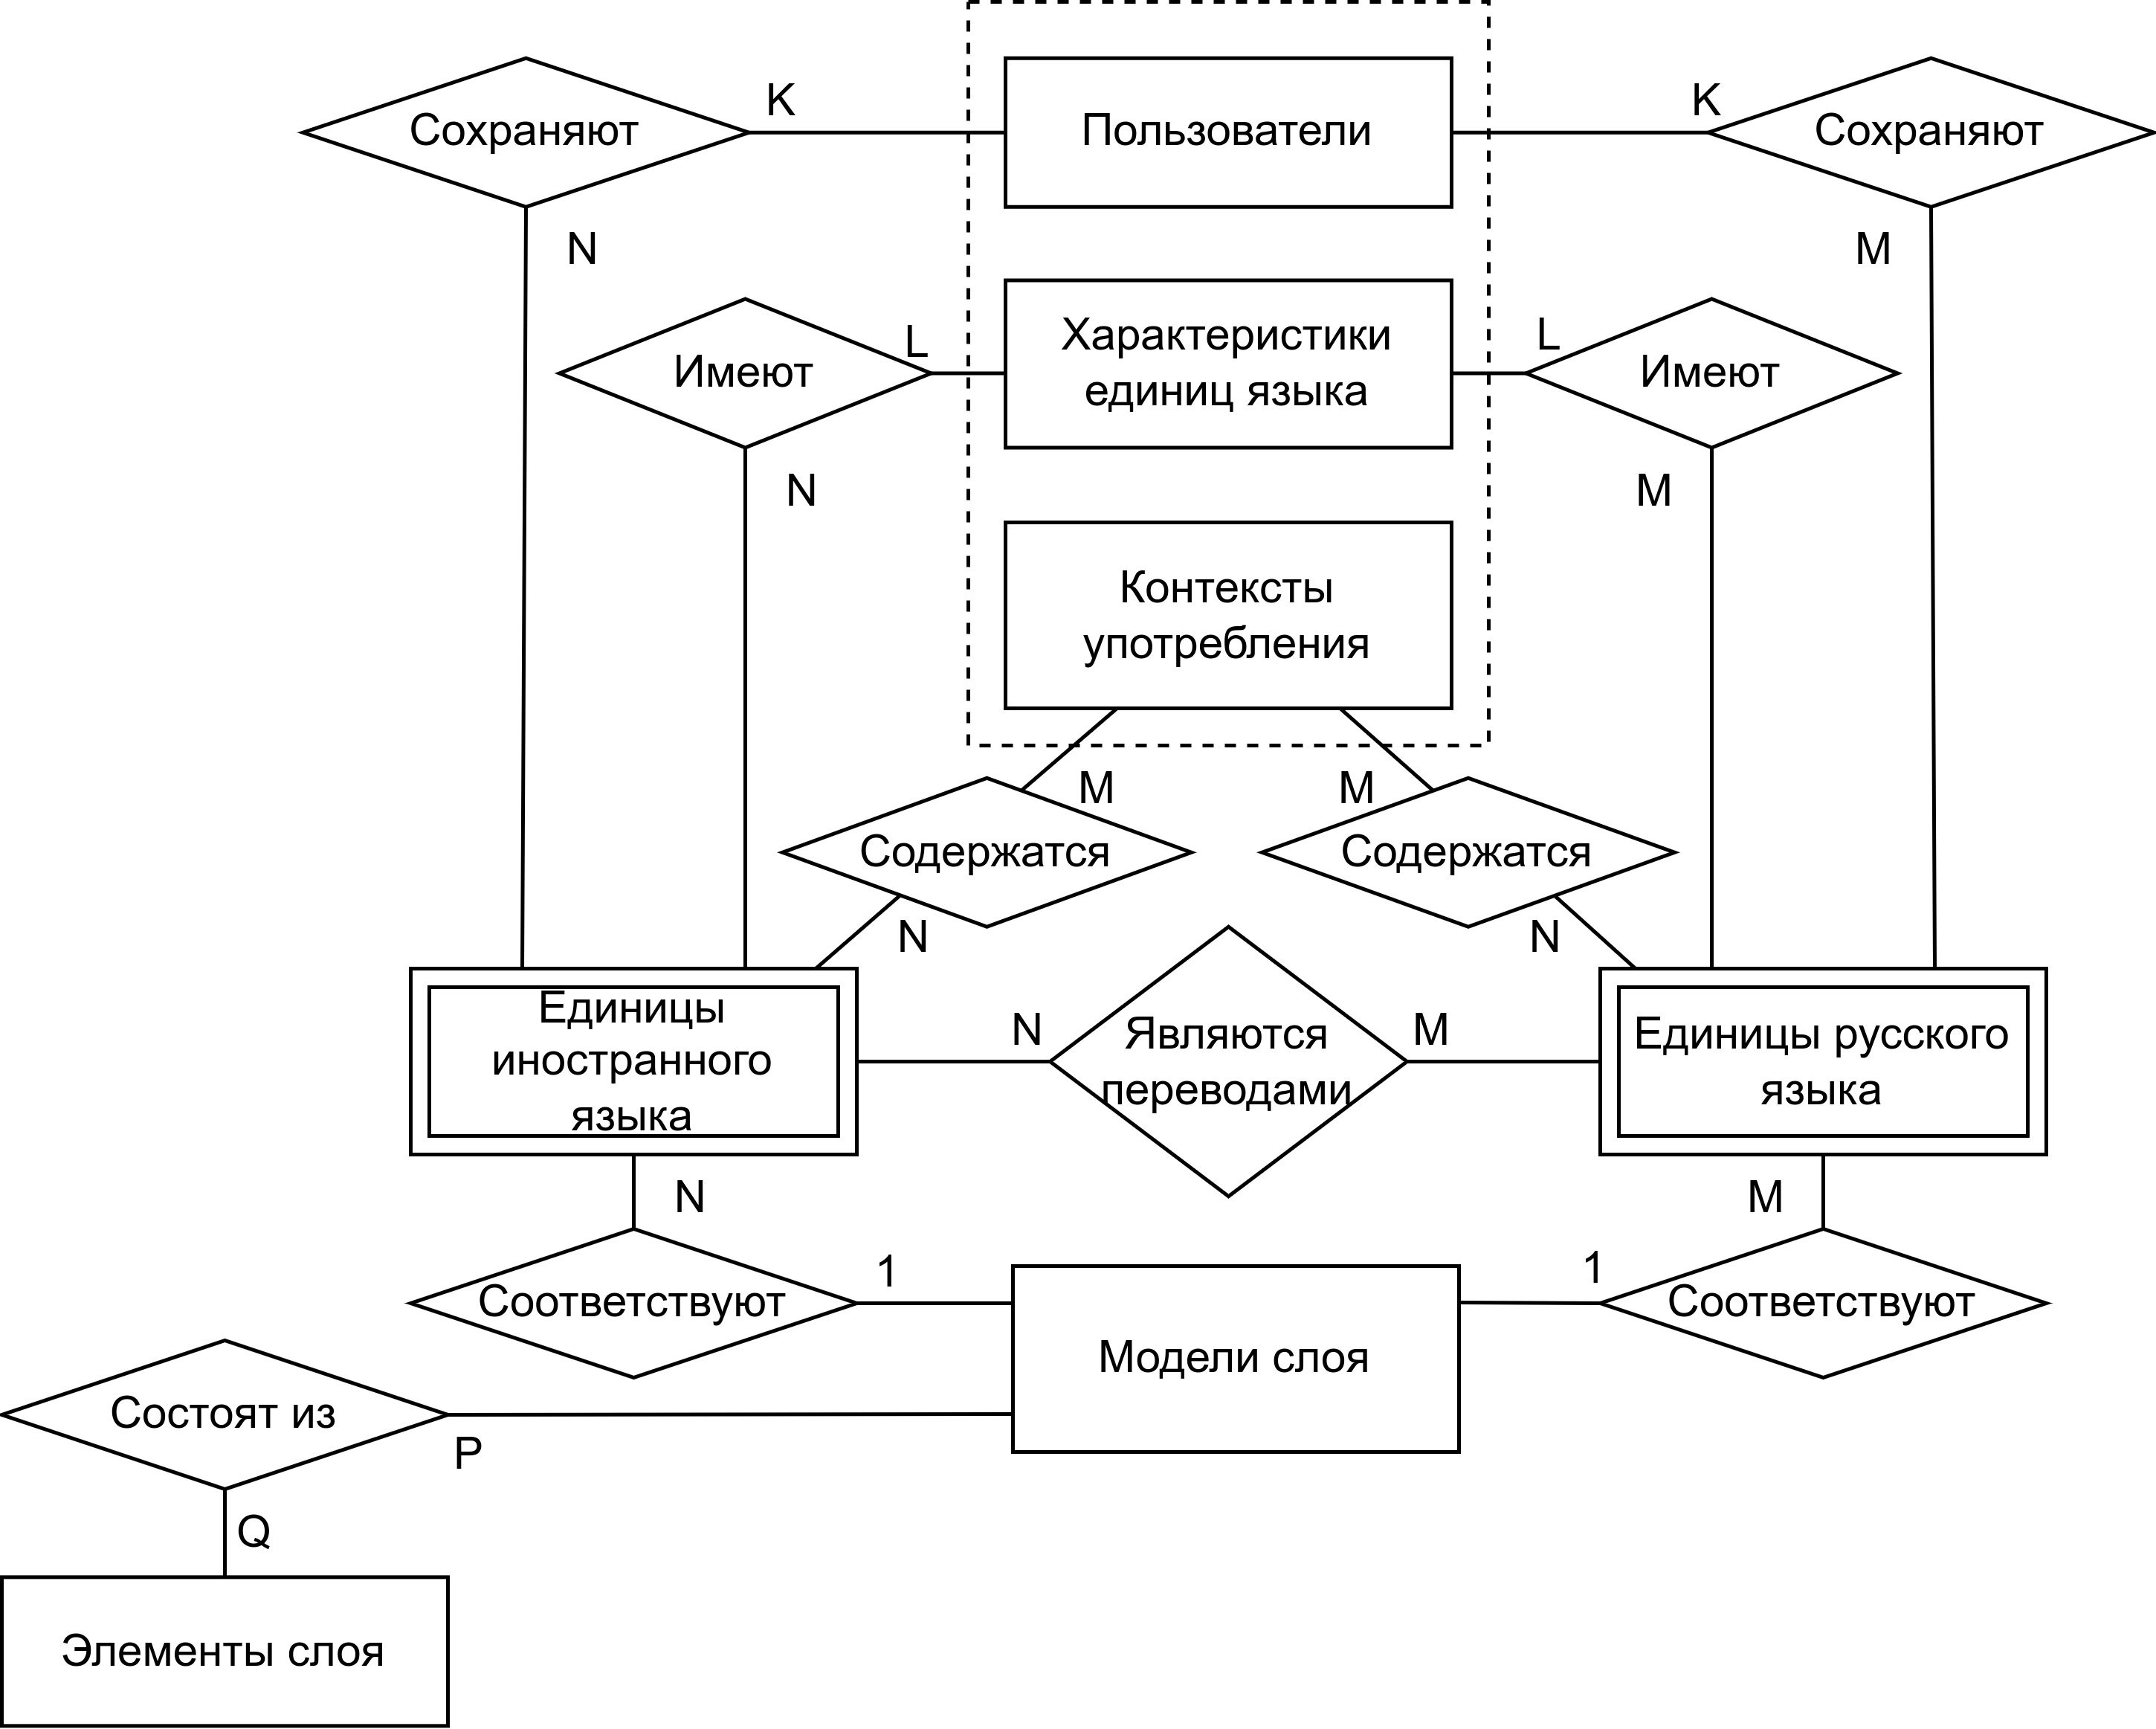 Сохраняют
K
Пользователи
K
Сохраняют
N
M
Имеют
L
Характеристики
единиц языка
L
Имеют
N
M
Контексты
употребления
M
M
Содержатся
Содержатся
N
N
Единицы
иностранного
языка
N
Являются
переводами
M
Единицы русского
языка
N
M
Соответствуют
1
Модели слоя
1
Соответствуют
Состоят из
P
Q
Элементы слоя